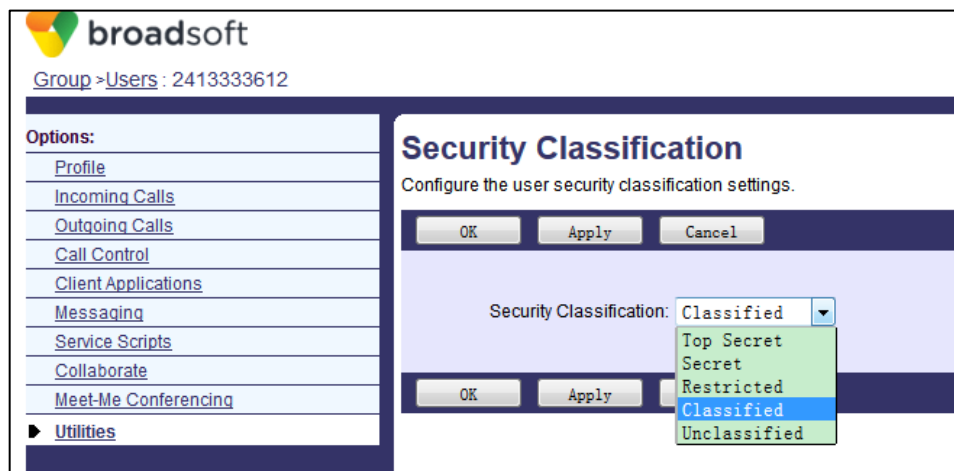 broadsoft
Group >Users : 2413333612
Options:
Profile
Incoming Calls
Outgoing Calls
Call Control
Client Applications
Messaging
Service Scripts
Collaborate
Meet-Me Conferencing
Utilities
Security Classification
Configure the user security classification settings.
OK Apply Cancel
Security Classification: Classified
Top Secret
Secret
Restricted
Classified
Unclassified
OK Apply